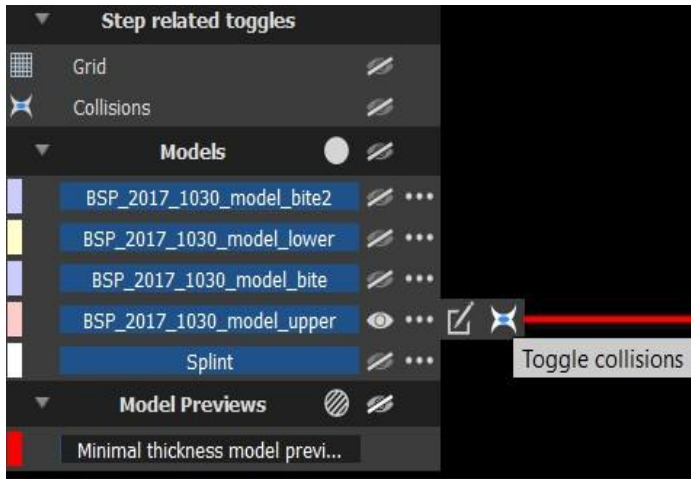 Step related toggles
Grid
Collisions
Models
BSP_2017_1030_model_bite2
BSP_2017_1030_model_lower
BSP_2017_1030_model_bite
BSP_2017_1030_model_upper
Toggle collisions
Splint
Model Previews
Minimal thickness model previ...